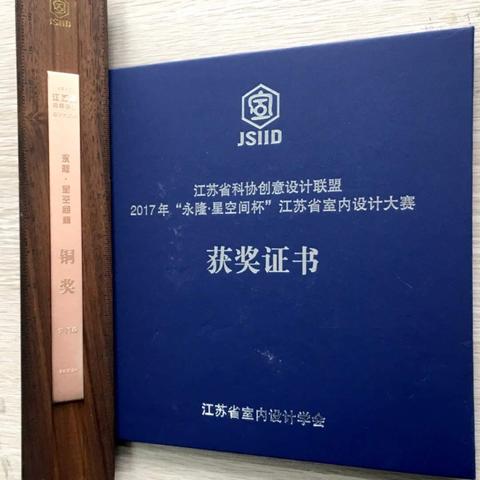 JSIID
永隆·星空间杯
铜奖
JSIID
江苏省科协创意设计联盟
2017年“永隆·星空间杯”江苏省室内设计大赛
获奖证书
江苏省室内设计学会